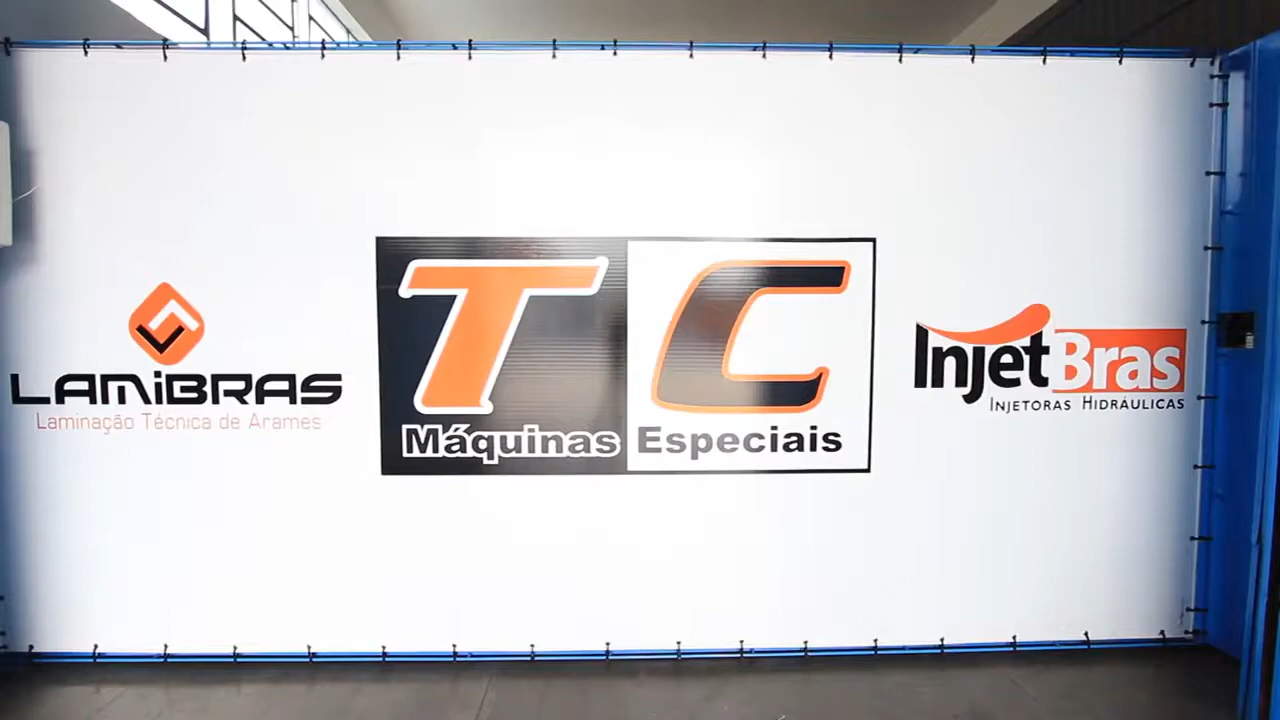 LAMiBRAS
Laminação Técnica de Arames
TC
Máquinas Especiais
InjetBras
INJETORAS HIDRÁULICAS